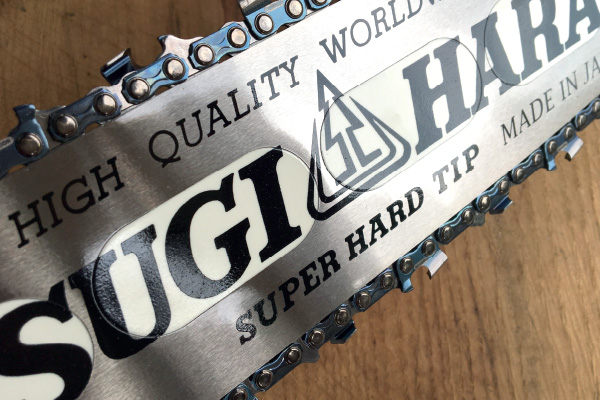 HIGH QUALITY WORLDW
SUGI HARA
SUPER HARD TIP
MADE IN JA